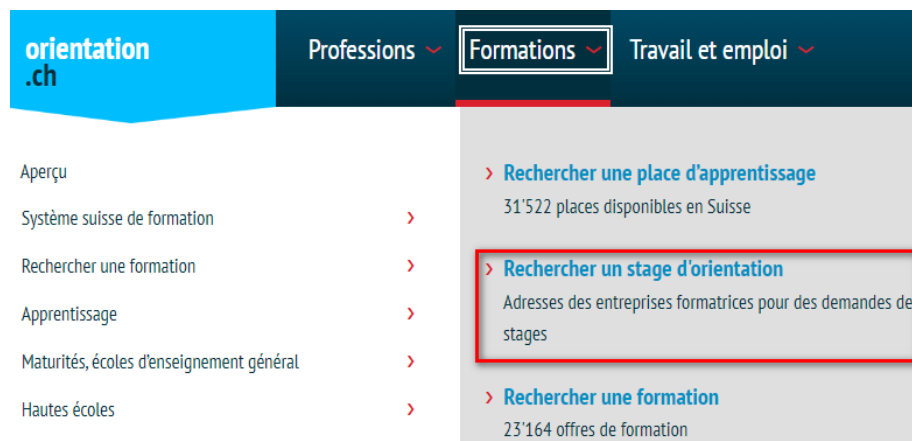 orientation
.ch
Professions
Formations
Travail et emploi
Aperçu
Système suisse de formation
Rechercher une formation
Apprentissage
Maturités, écoles d'enseignement général
Hautes écoles
Rechercher une place d'apprentissage
31'522 places disponibles en Suisse
Rechercher un stage d'orientation
Adresses des entreprises formatrices pour des demandes de
stages
Rechercher une formation
23'164 offres de formation